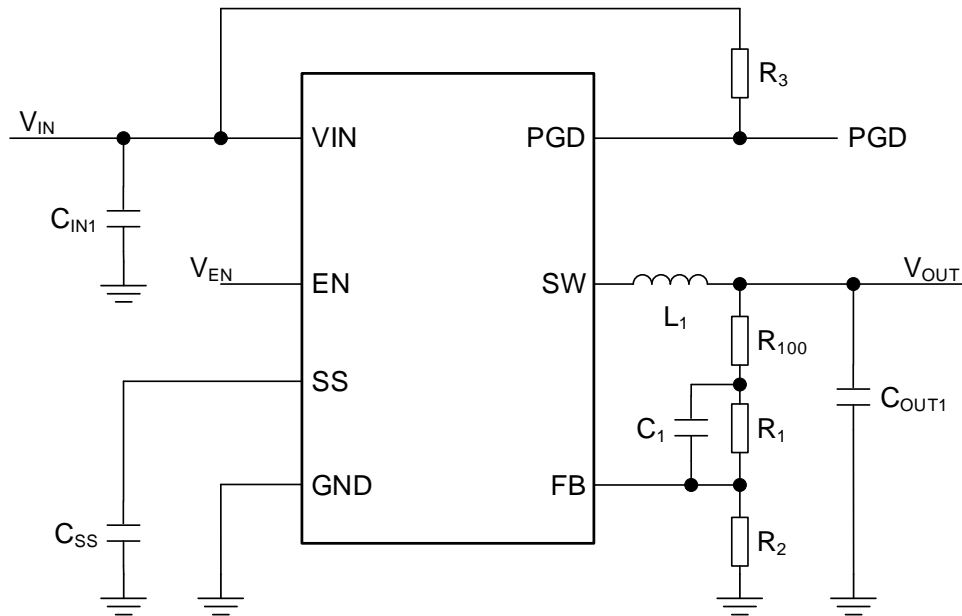 R3
VIN
VIN
PGD
PGD
CIN1
VEN
EN
SW
VOUT
L1
R100
SS
COUT1
C1
R1
GND
FB
CSS
R2